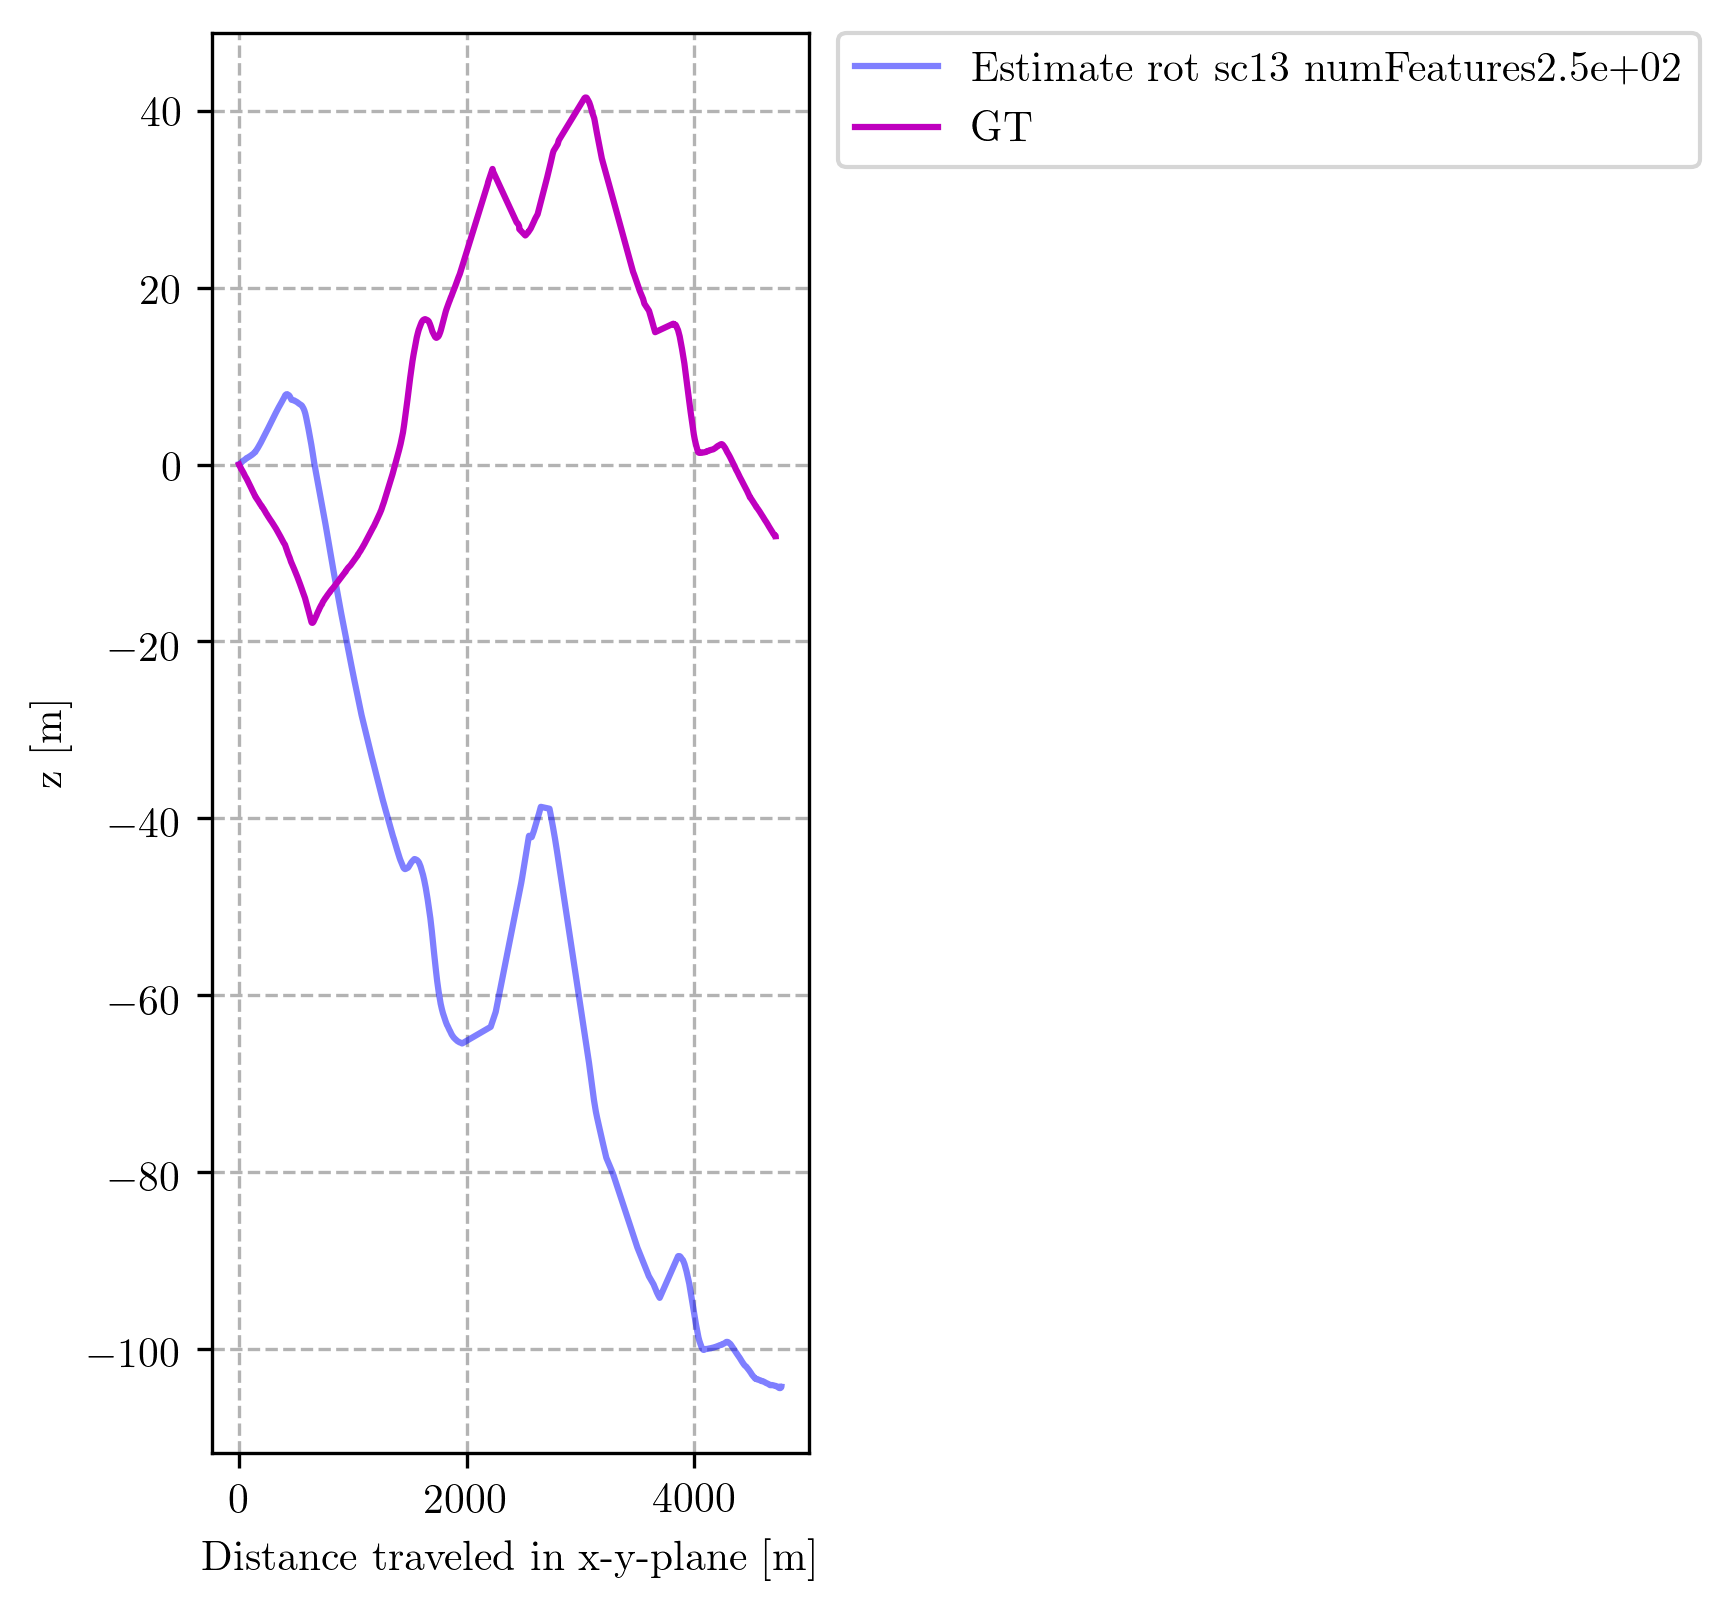 Estimate rot sc13 numFeatures2.5e+02
GT
40
20
0
−20
−40
−60
−80
−100
z [m]
0 2000 4000
Distance traveled in x-y-plane [m]